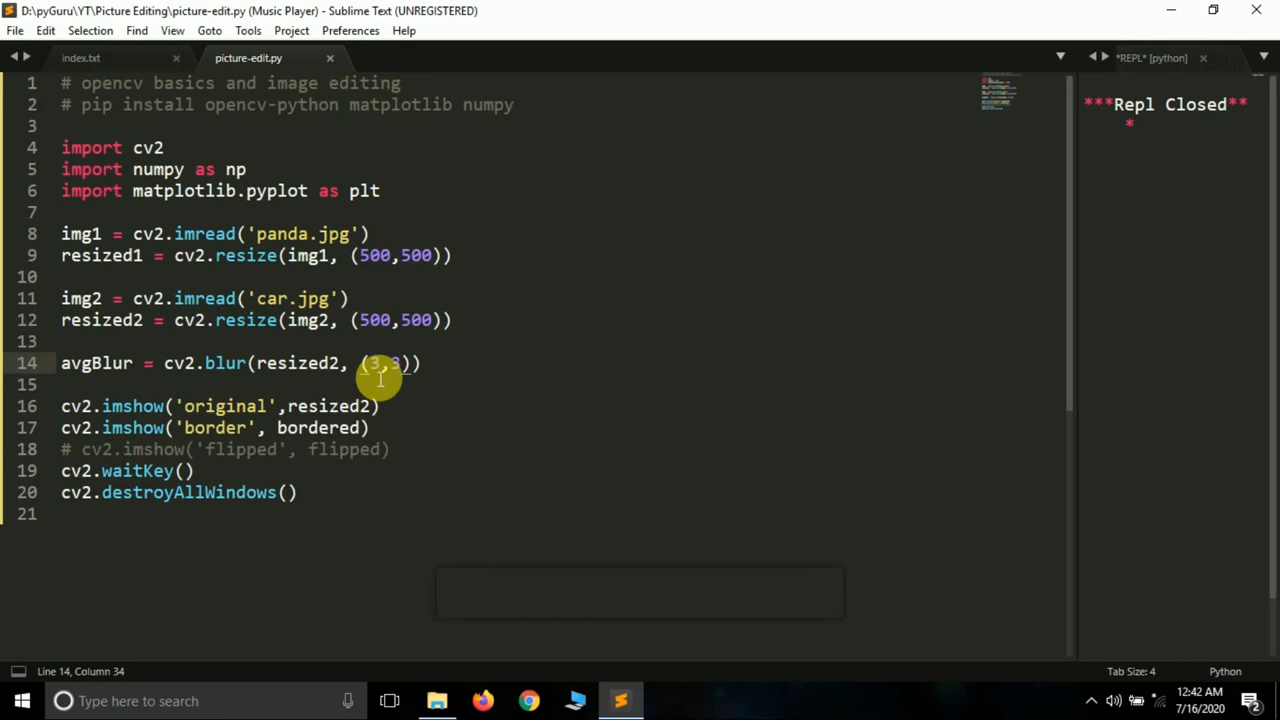 D:\pyGuru\YT\Picture Editing\picture-edit.py (Music Player) - Sublime Text (UNREGISTERED)
File Edit Selection Find View Goto Tools Project Preferences Help
index.txt picture-edit.py *REPL* [python]
1 # opencv basics and image editing
2 # pip install opencv-python matplotlib numpy
3
4 import cv2
5 import numpy as np
6 import matplotlib.pyplot as plt
7
8 img1 = cv2.imread('panda.jpg')
9 resized1 = cv2.resize(img1, (500,500))
10
11 img2 = cv2.imread('car.jpg')
12 resized2 = cv2.resize(img2, (500,500))
13
14 avgBlur = cv2.blur(resized2, (3,3))
15
16 cv2.imshow('original',resized2)
17 cv2.imshow('border', bordered)
18 # cv2.imshow('flipped', flipped)
19 cv2.waitKey()
20 cv2.destroyAllWindows()
21
***Repl Closed**
*
Line 14, Column 34 Tab Size: 4 Python
Type here to search
12:42 AM
7/16/2020
2